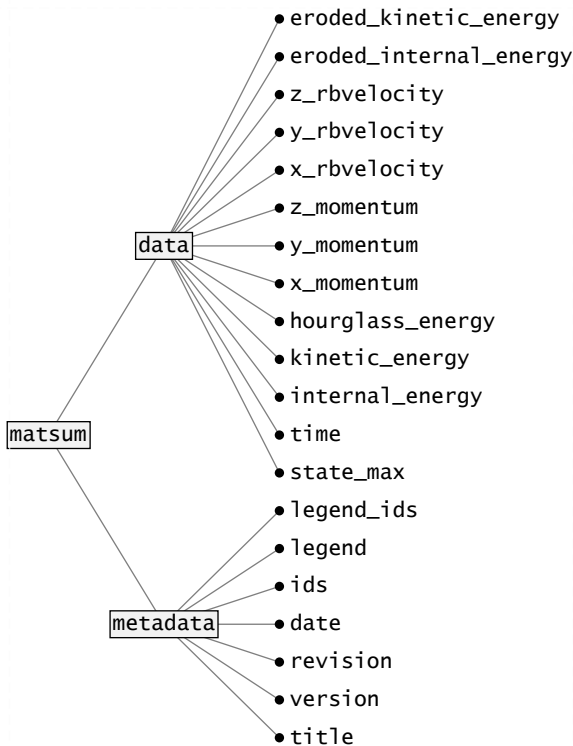 eroded_kinetic_energy
eroded_internal_energy
z_rbvelocity
y_rbvelocity
x_rbvelocity
z_momentum
data
y_momentum
x_momentum
hourglass_energy
kinetic_energy
internal_energy
matsum
time
state_max
legend_ids
legend
ids
metadata
date
revision
version
title